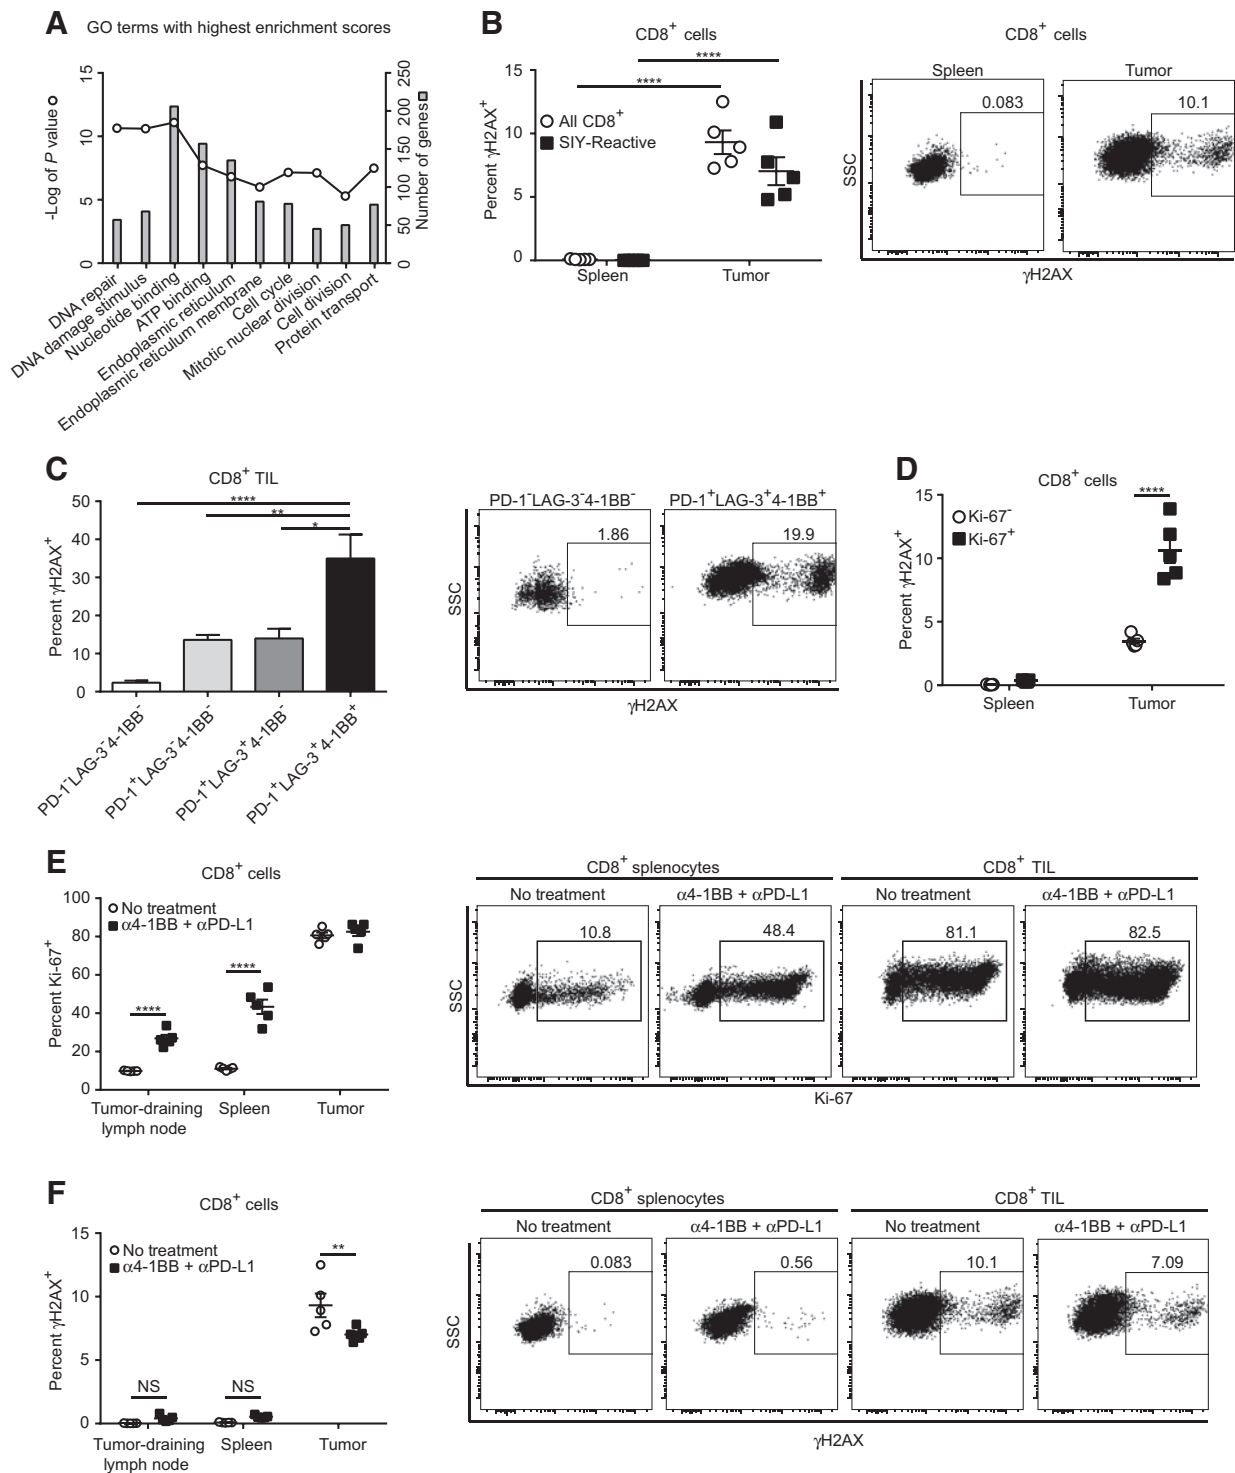 A
GO terms with highest enrichment scores
-Log of P value
Number of genes
15
10
5
0
250
200
150
100
50
0
DNA repair
DNA damage stimulus
Nucleotide binding
ATP binding
Endoplasmic reticulum
Endoplasmic reticulum membrane
Cell cycle
Mitotic nuclear division
Cell division
Protein transport
B
CD8+ cells
****
****
All CD8+
SIY-Reactive
Percent γH2AX+
15
10
5
0
Spleen
Tumor
CD8+ cells
Spleen
Tumor
0.083
10.1
SSC
γH2AX
C
CD8+ TIL
****
**
*
Percent γH2AX+
50
40
30
20
10
0
PD-1-LAG-3-4-1BB-
PD-1+LAG-3-4-1BB-
PD-1+LAG-3+4-1BB-
PD-1+LAG-3+4-1BB+
PD-1-LAG-3-4-1BB-
PD-1+LAG-3+4-1BB+
1.86
19.9
SSC
γH2AX
D
CD8+ cells
****
Ki-67-
Ki-67+
Percent γH2AX+
15
10
5
0
Spleen
Tumor
E
CD8+ cells
No treatment
α4-1BB + αPD-L1
****
****
Percent Ki-67+
100
80
60
40
20
0
Tumor-draining
lymph node
Spleen
Tumor
CD8+ splenocytes
CD8+ TIL
No treatment
α4-1BB + αPD-L1
No treatment
α4-1BB + αPD-L1
10.8
48.4
81.1
82.5
SSC
Ki-67
F
CD8+ cells
No treatment
α4-1BB + αPD-L1
**
NS
NS
Percent γH2AX+
15
10
5
0
Tumor-draining
lymph node
Spleen
Tumor
CD8+ splenocytes
CD8+ TIL
No treatment
α4-1BB + αPD-L1
No treatment
α4-1BB + αPD-L1
0.083
0.56
10.1
7.09
SSC
γH2AX